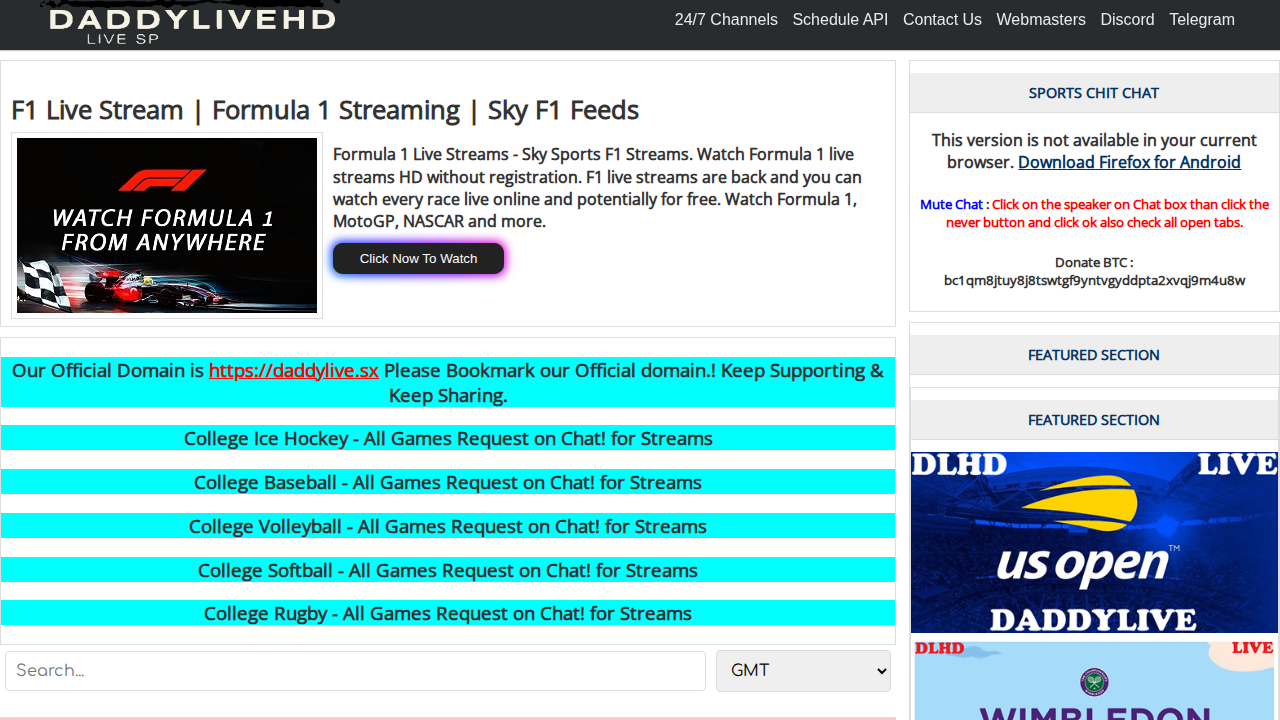 DADDYLIVEHD
LIVE SP
24/7 Channels
Schedule API
Contact Us
Webmasters
Discord
Telegram
F1 Live Stream | Formula 1 Streaming | Sky F1 Feeds
WATCH FORMULA 1
FROM ANYWHERE
Formula 1 Live Streams - Sky Sports F1 Streams. Watch Formula 1 live
streams HD without registration. F1 live streams are back and you can
watch every race live online and potentially for free. Watch Formula 1,
MotoGP, NASCAR and more.
Click Now To Watch
Our Official Domain is https://daddylive.sx Please Bookmark our Official domain.! Keep Supporting &
Keep Sharing.
College Ice Hockey - All Games Request on Chat! for Streams
College Baseball - All Games Request on Chat! for Streams
College Volleyball - All Games Request on Chat! for Streams
College Softball - All Games Request on Chat! for Streams
College Rugby - All Games Request on Chat! for Streams
Search...
GMT
SPORTS CHIT CHAT
This version is not available in your current
browser. Download Firefox for Android
Mute Chat : Click on the speaker on Chat box than click the
never button and click ok also check all open tabs.
Donate BTC :
bc1qm8jtuy8j8tswtgf9yntvgyddpta2xvqj9m4u8w
FEATURED SECTION
FEATURED SECTION
DLHD LIVE
us open
DADDYLIVE
DLHD LIVE
WIMBLEDON